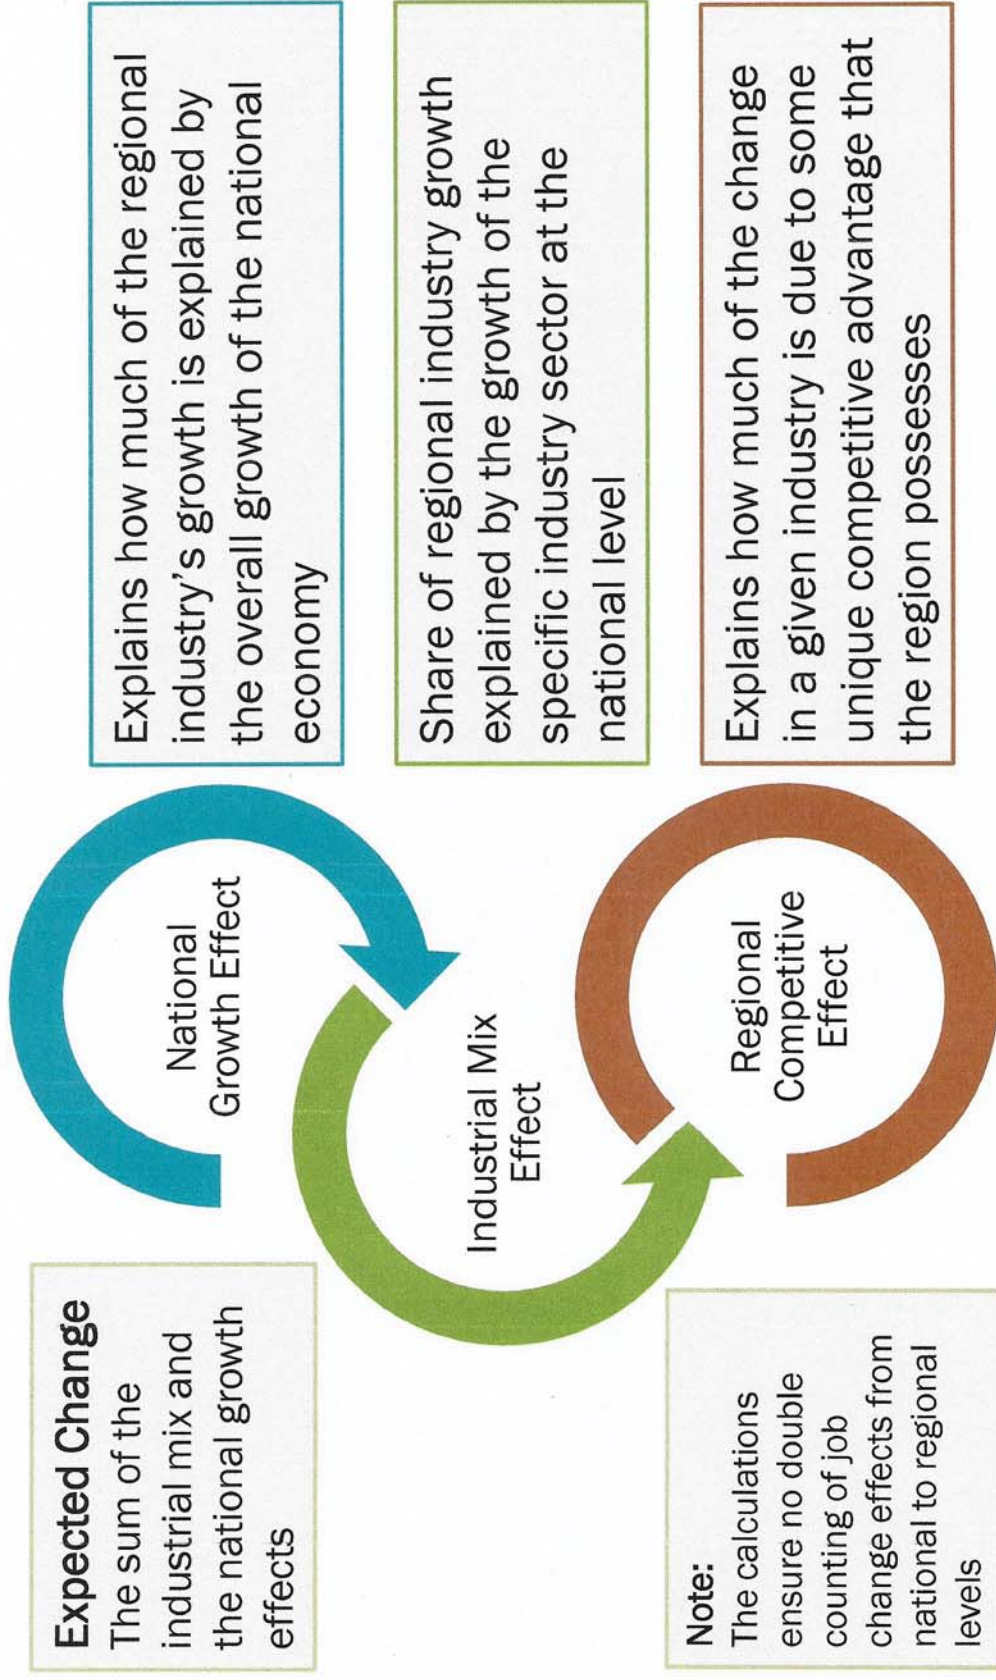 Expected Change
The sum of the
industrial mix and
the national growth
effects
National
Growth Effect
Explains how much of the regional
industry's growth is explained by
the overall growth of the national
economy
Industrial Mix
Effect
Share of regional industry growth
explained by the growth of the
specific industry sector at the
national level
Note:
The calculations
ensure no double
counting of job
change effects from
national to regional
levels
Regional
Competitive
Effect
Explains how much of the change
in a given industry is due to some
unique competitive advantage that
the region possesses